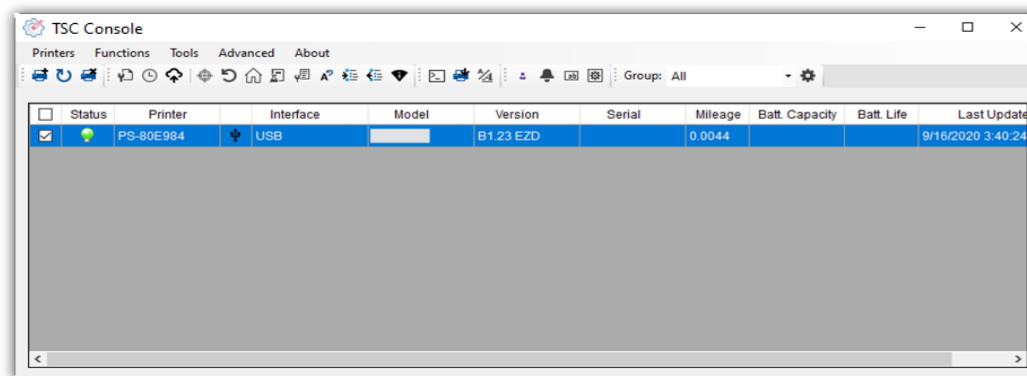 TSC Console
Printers Functions Tools Advanced About
Group: All
Status Printer Interface Model Version Serial Mileage Batt. Capacity Batt. Life Last Update
PS-80E984 USB B1.23 EZD 0.0044 9/16/2020 3:40:24